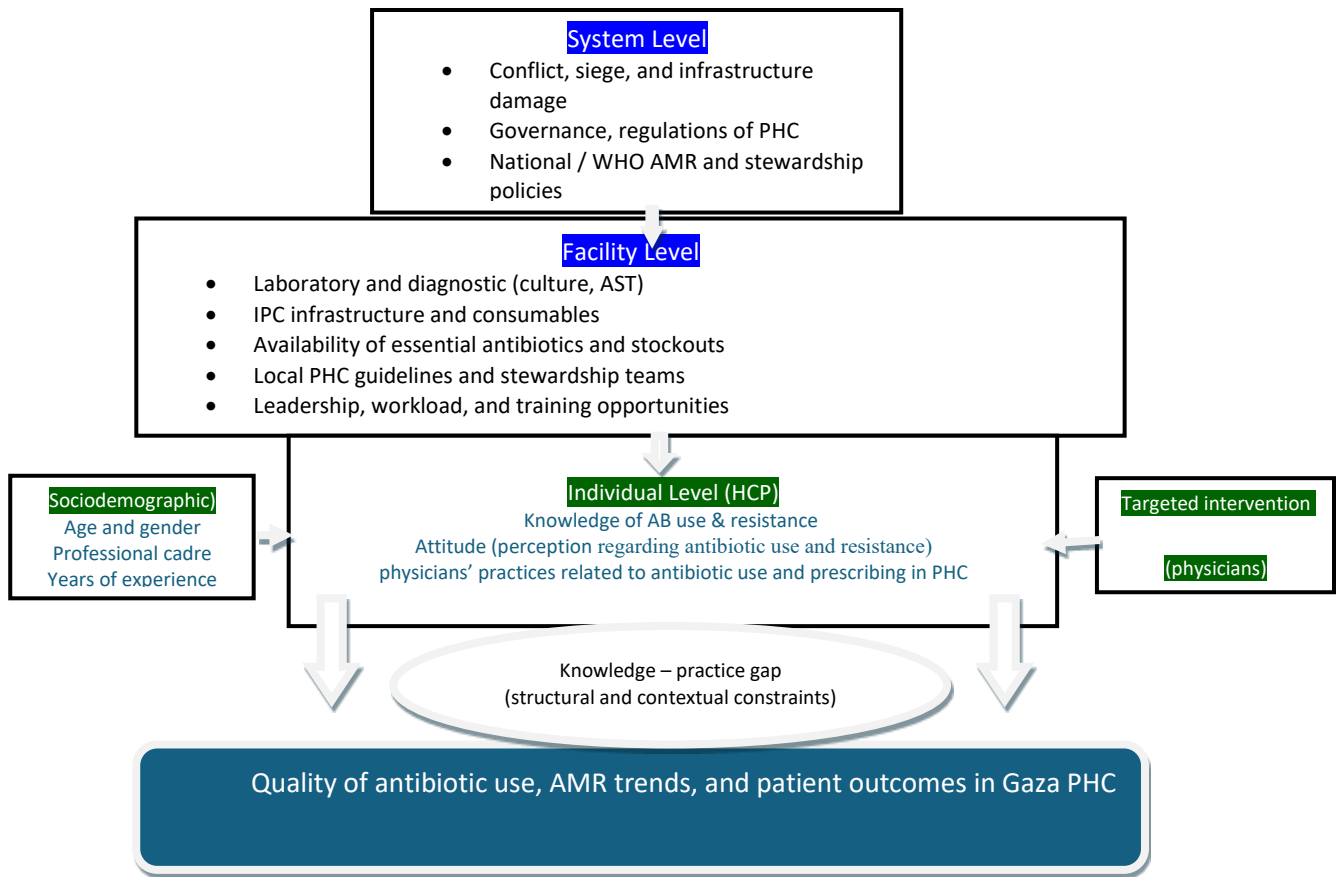 System Level
• Conflict, siege, and infrastructure
damage
• Governance, regulations of PHC
• National / WHO AMR and stewardship
policies
Facility Level
• Laboratory and diagnostic (culture, AST)
• IPC infrastructure and consumables
• Availability of essential antibiotics and stockouts
• Local PHC guidelines and stewardship teams
• Leadership, workload, and training opportunities
Sociodemographic)
Age and gender
Professional cadre
Years of experience
Individual Level (HCP)
Knowledge of AB use & resistance
Attitude (perception regarding antibiotic use and resistance)
physicians’ practices related to antibiotic use and prescribing in PHC
Targeted intervention
(physicians)
Knowledge – practice gap
(structural and contextual constraints)
Quality of antibiotic use, AMR trends, and patient outcomes in Gaza PHC